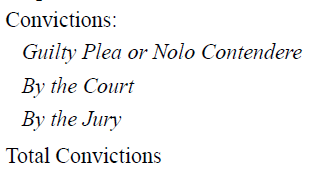 Convictions:
Guilty Plea or Nolo Contendere
By the Court
By the Jury
Total Convictions